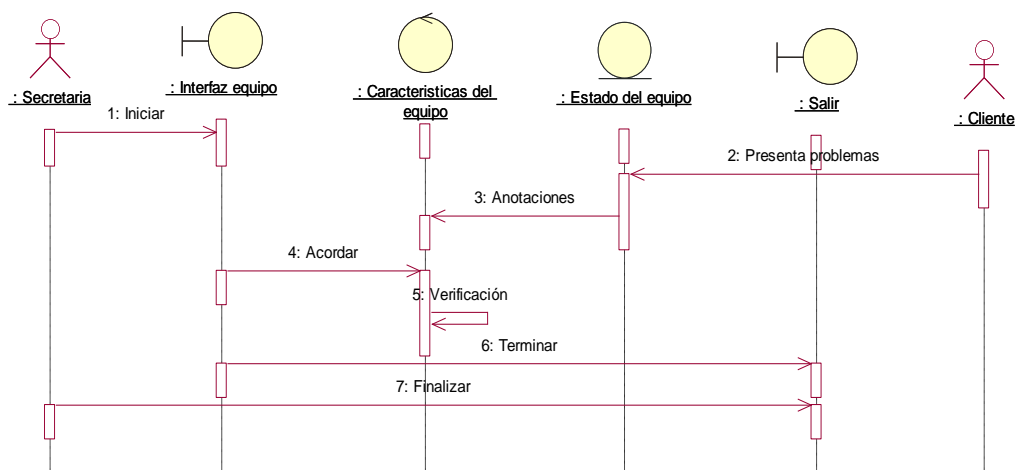 : Secretaria
: Interfaz equipo
: Caracteristicas del
equipo
: Estado del equipo
: Salir
: Cliente
1: Iniciar
2: Presenta problemas
3: Anotaciones
4: Acordar
5: Verificación
6: Terminar
7: Finalizar